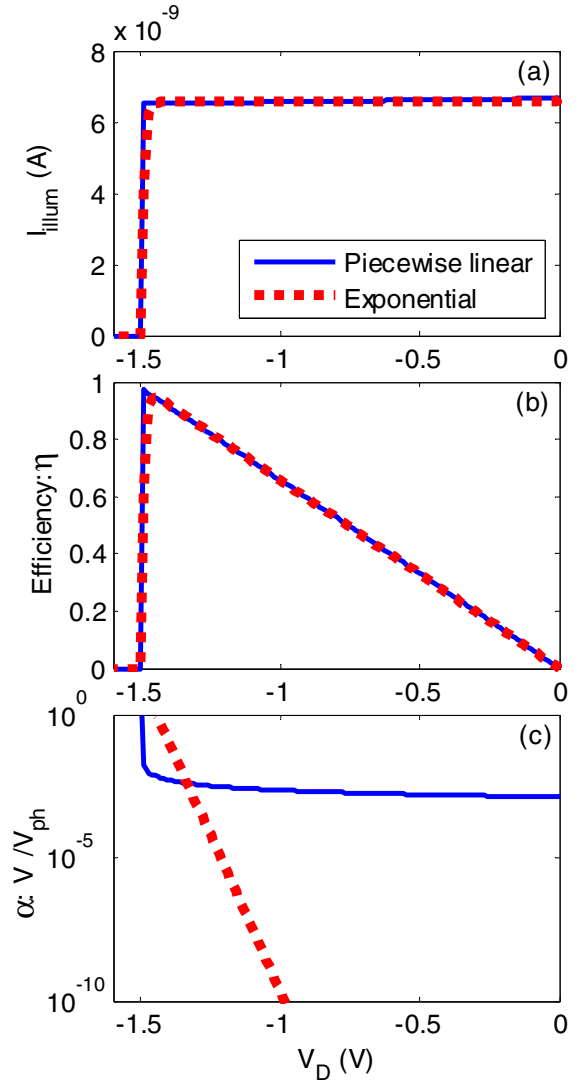 x 10⁻⁹
8
(a)
6
4
2
0
I_illum (A)
Piecewise linear
Exponential
-1.5 -1 -0.5 0
1
(b)
0.8
0.6
0.4
0.2
0
Efficiency:η
-1.5 -1 -0.5 0
10⁰
(c)
10⁻⁵
10⁻¹⁰
α: V /V_ph
-1.5 -1 -0.5 0
V_D (V)